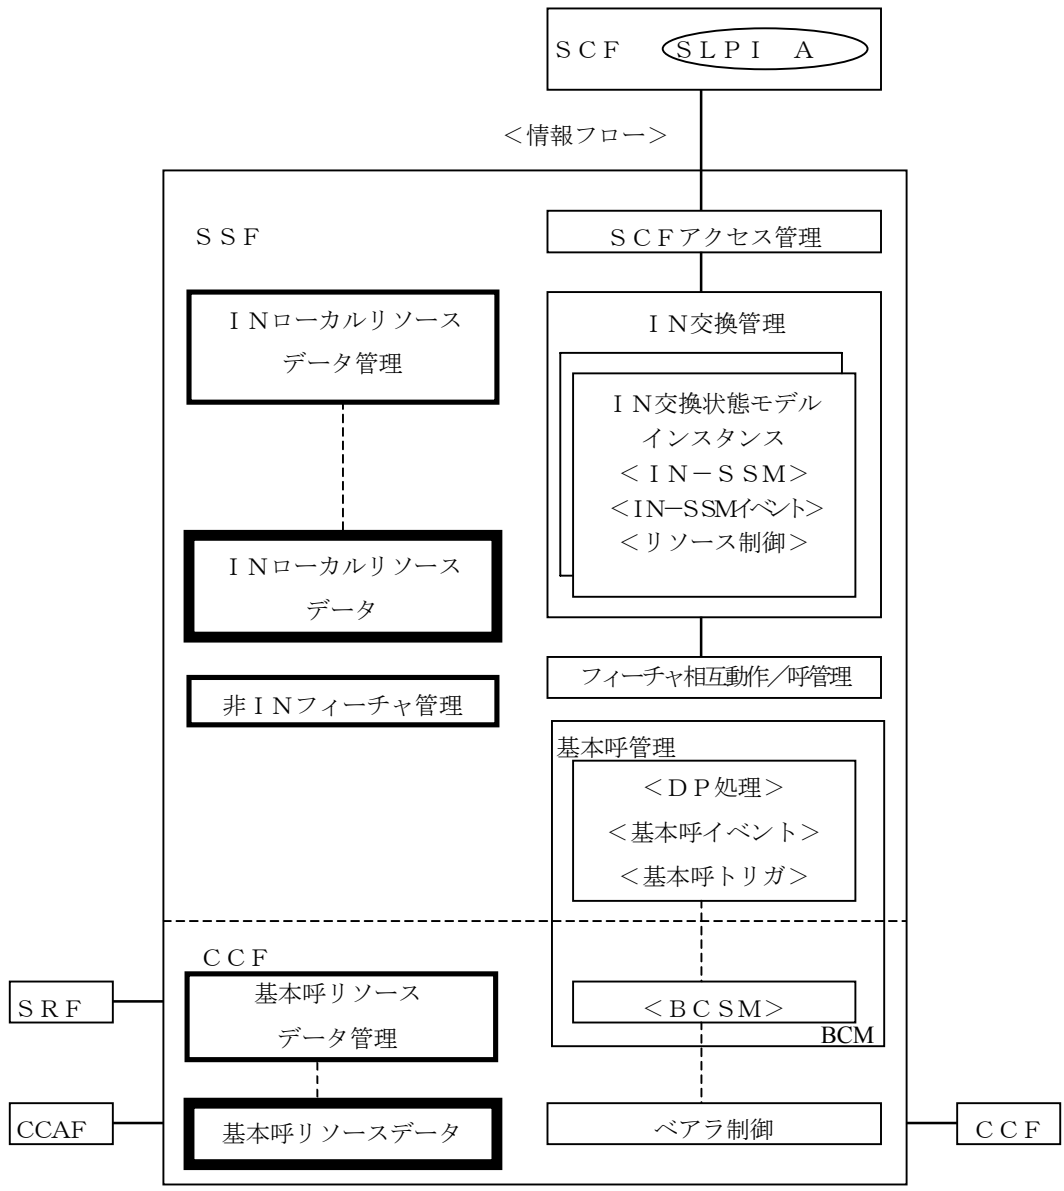 ＳＣＦ
ＳＬＰＩ　Ａ
＜情報フロー＞
ＳＳＦ
ＳＣＦアクセス管理
ＩＮローカルリソース
データ管理
ＩＮ交換管理
ＩＮ交換状態モデル
インスタンス
＜ＩＮ－ＳＳＭ＞
＜IN－SSMイベント＞
＜リソース制御＞
ＩＮローカルリソース
データ
非ＩＮフィーチャ管理
フィーチャ相互動作／呼管理
基本呼管理
＜ＤＰ処理＞
＜基本呼イベント＞
＜基本呼トリガ＞
ＣＣＦ
基本呼リソース
データ管理
ＳＲＦ
＜ＢＣＳＭ＞
BCM
CCAF
基本呼リソースデータ
ベアラ制御
ＣＣＦ